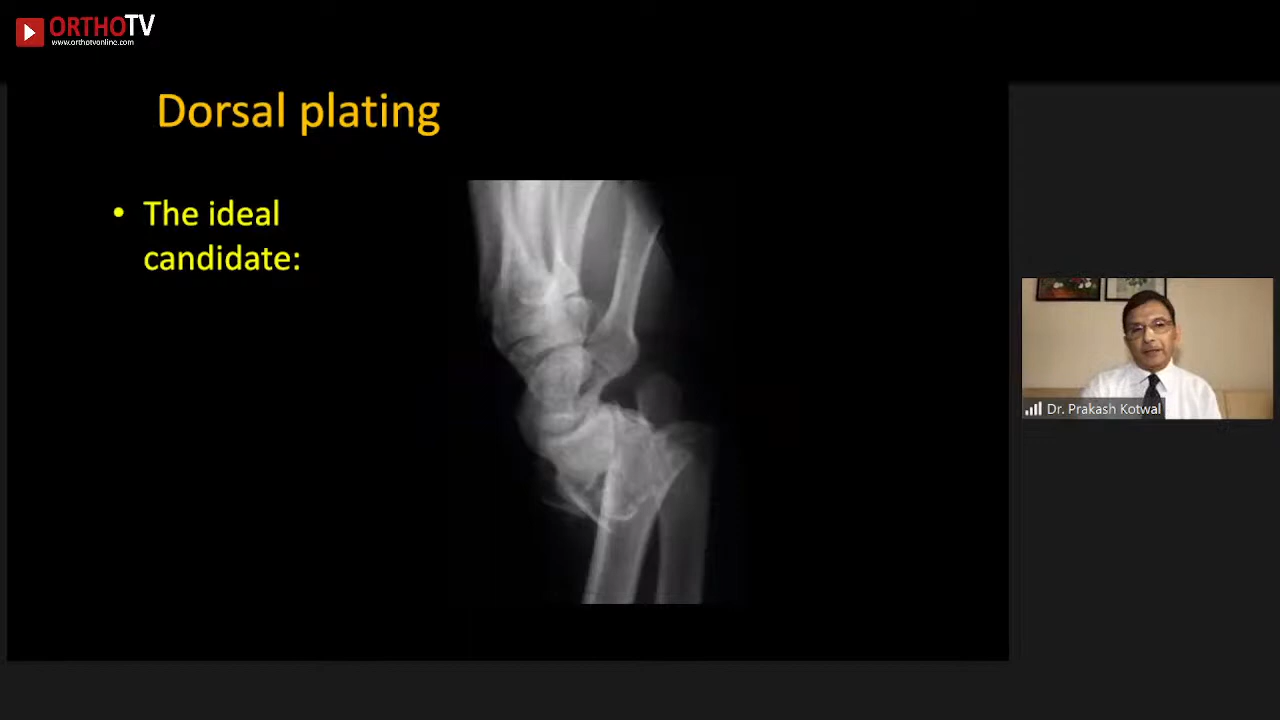 ORTHOTV
www.orthotvonline.com
Dorsal plating
• The ideal
candidate:
Dr. Prakash Kotwal